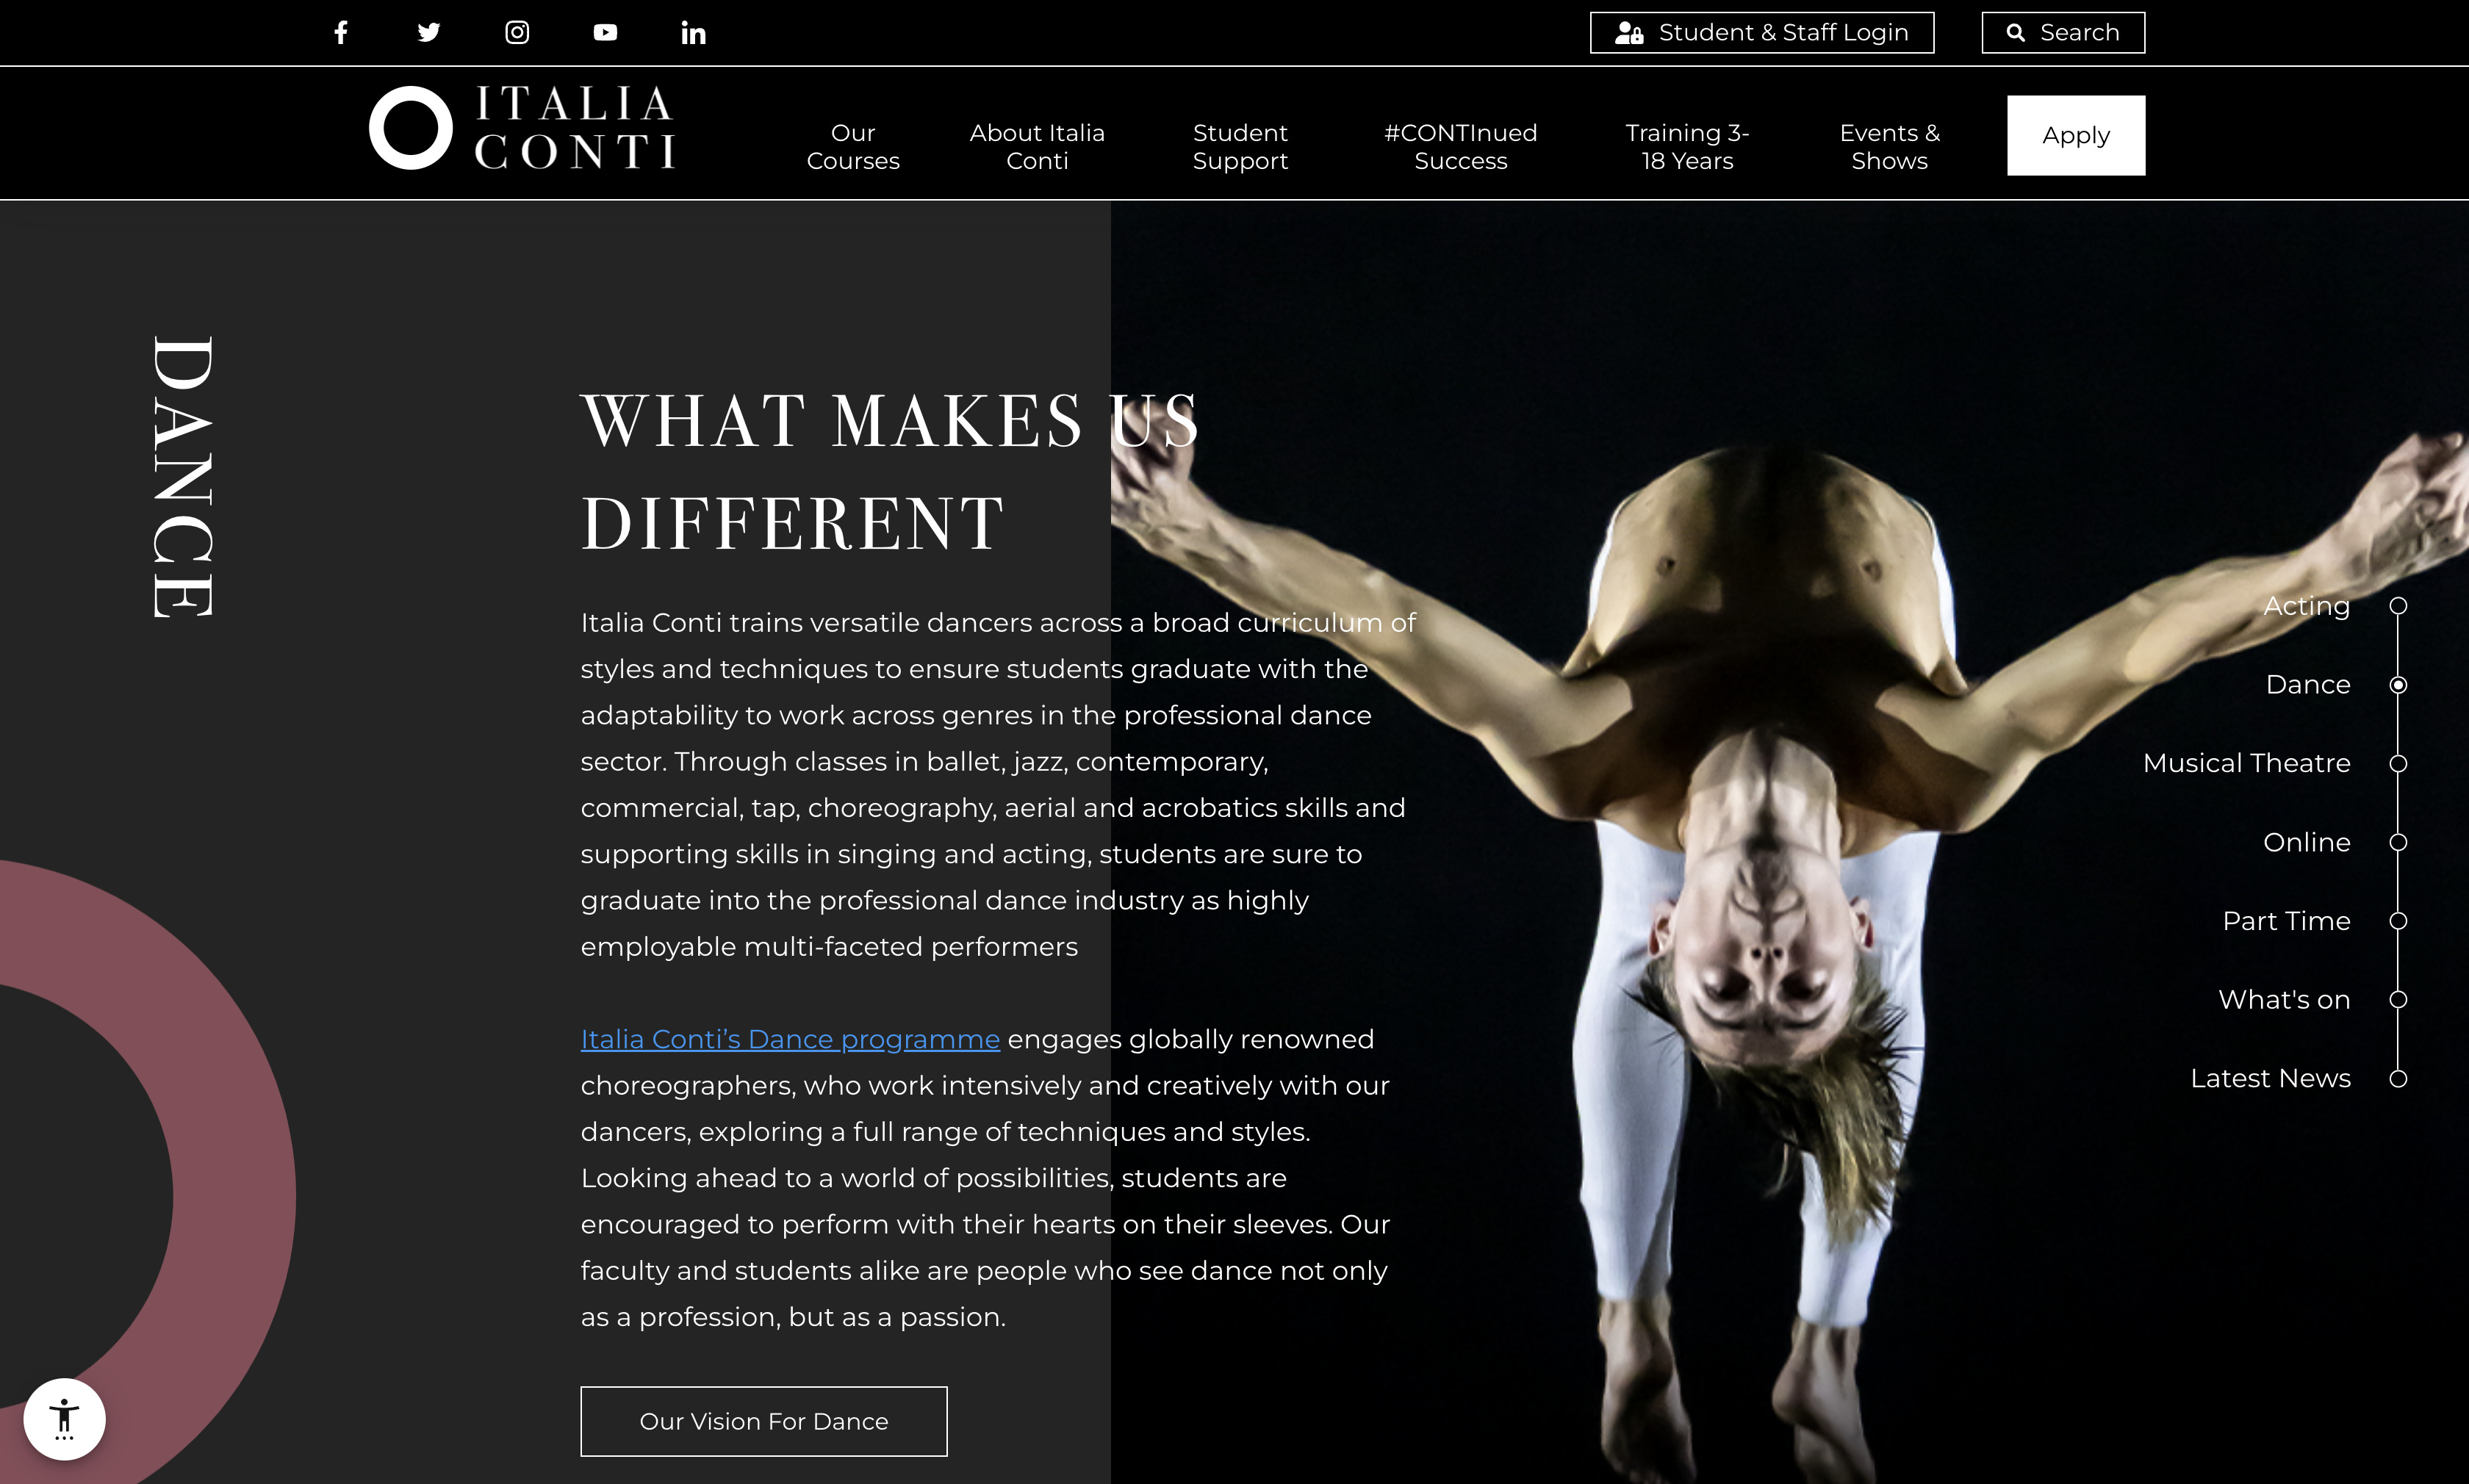 Student & Staff Login
Search
ITALIA
CONTI
Our
Courses
About Italia
Conti
Student
Support
#CONTInued
Success
Training 3-
18 Years
Events &
Shows
Apply
DANCE
WHAT MAKES US
DIFFERENT
Italia Conti trains versatile dancers across a broad curriculum of
styles and techniques to ensure students graduate with the
adaptability to work across genres in the professional dance
sector. Through classes in ballet, jazz, contemporary,
commercial, tap, choreography, aerial and acrobatics skills and
supporting skills in singing and acting, students are sure to
graduate into the professional dance industry as highly
employable multi-faceted performers
Italia Conti’s Dance programme engages globally renowned
choreographers, who work intensively and creatively with our
dancers, exploring a full range of techniques and styles.
Looking ahead to a world of possibilities, students are
encouraged to perform with their hearts on their sleeves. Our
faculty and students alike are people who see dance not only
as a profession, but as a passion.
Our Vision For Dance
Acting
Dance
Musical Theatre
Online
Part Time
What's on
Latest News